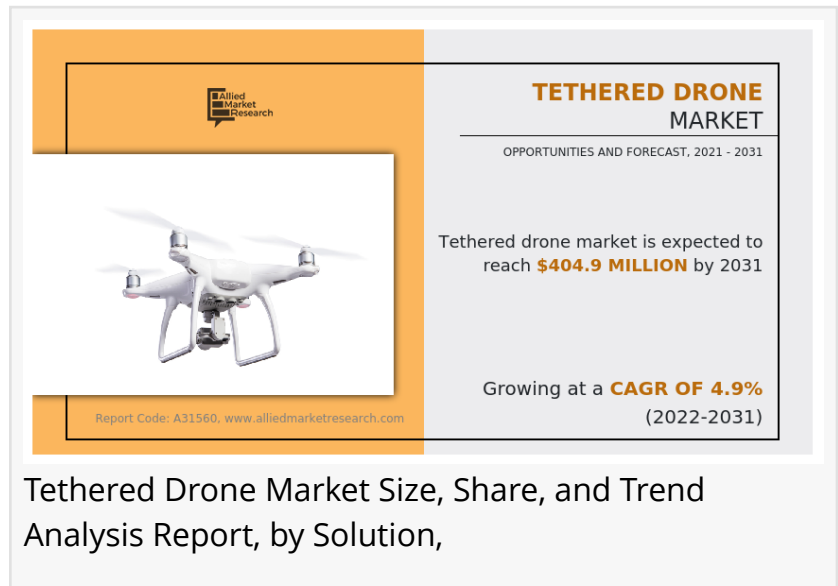 Allied
Market
Research
TETHERED DRONE
MARKET
OPPORTUNITIES AND FORECAST, 2021 - 2031
Tethered drone market is expected to
reach $404.9 MILLION by 2031
Growing at a CAGR OF 4.9%
(2022-2031)
Report Code: A31560, www.alliedmarketresearch.com
Tethered Drone Market Size, Share, and Trend
Analysis Report, by Solution,